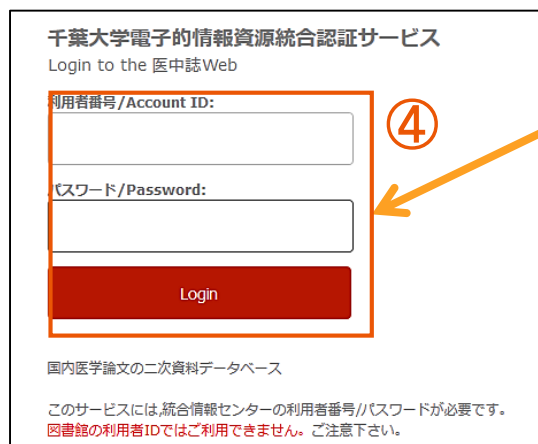 千葉大学電子的情報資源統合認証サービス
Login to the 医中誌Web
利用者番号/Account ID:
④
パスワード/Password:
Login
国内医学論文の二次資料データベース
このサービスには,統合情報センターの利用者番号/パスワードが必要です。
図書館の利用者IDではご利用できません。ご注意下さい。